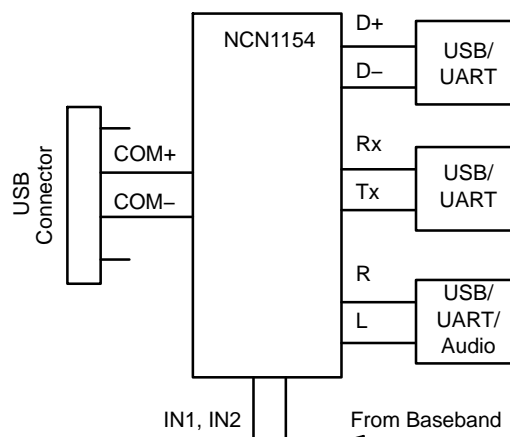 NCN1154
D+
D−
USB/
UART
USB
Connector
COM+
COM−
Rx
Tx
USB/
UART
R
L
USB/
UART/
Audio
IN1, IN2
From Baseband